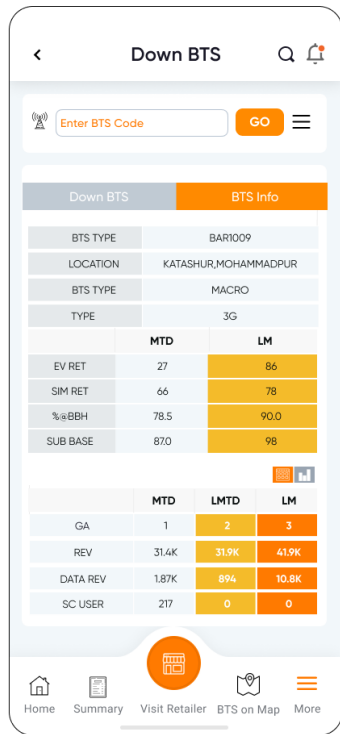 Down BTS
Enter BTS Code
GO
Down BTS BTS Info
BTS TYPE BAR1009
LOCATION KATASHUR,MOHAMMADPUR
BTS TYPE MACRO
TYPE 3G
MTD LM
EV RET 27 86
SIM RET 66 78
%@BBH 78.5 90.0
SUB BASE 87.0 98
MTD LMTD LM
GA 1 2 3
REV 31.4K 31.9K 41.9K
DATA REV 1.87K 894 10.8K
SC USER 217 0 0
Home Summary Visit Retailer BTS on Map More